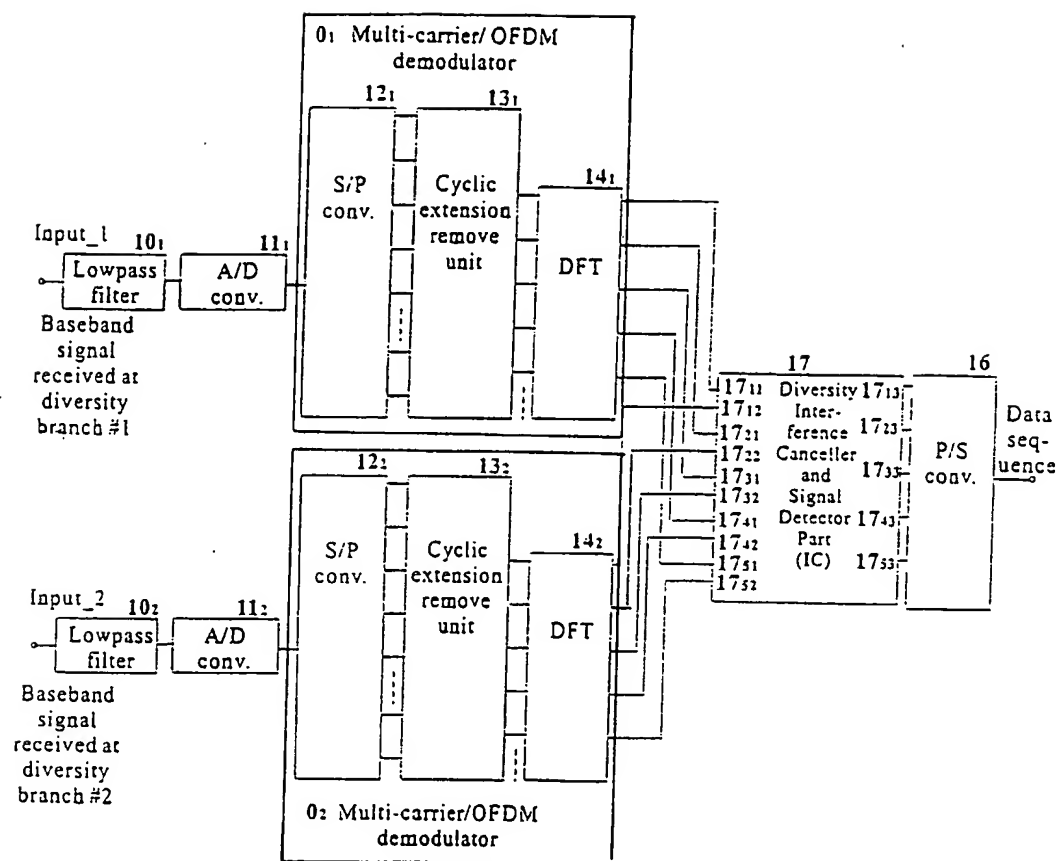 0₁ Multi-carrier/ OFDM
demodulator
12₁
13₁
S/P
conv.
Cyclic
extension
remove
unit
14₁
DFT
Input_1
10₁
Lowpass
filter
11₁
A/D
conv.
Baseband
signal
received at
diversity
branch #1
17
17₁₁
17₁₂
17₂₁
17₂₂
17₃₁
17₃₂
17₄₁
17₄₂
17₅₁
17₅₂
Diversity
Inter-
ference
Canceller
and
Signal
Detector
Part
(IC)
17₁₃
17₂₃
17₃₃
17₄₃
17₅₃
16
P/S
conv.
Data
seq-
uence
12₂
13₂
S/P
conv.
Cyclic
extension
remove
unit
14₂
DFT
Input_2
10₂
Lowpass
filter
11₂
A/D
conv.
Baseband
signal
received at
diversity
branch #2
0₂ Multi-carrier/OFDM
demodulator